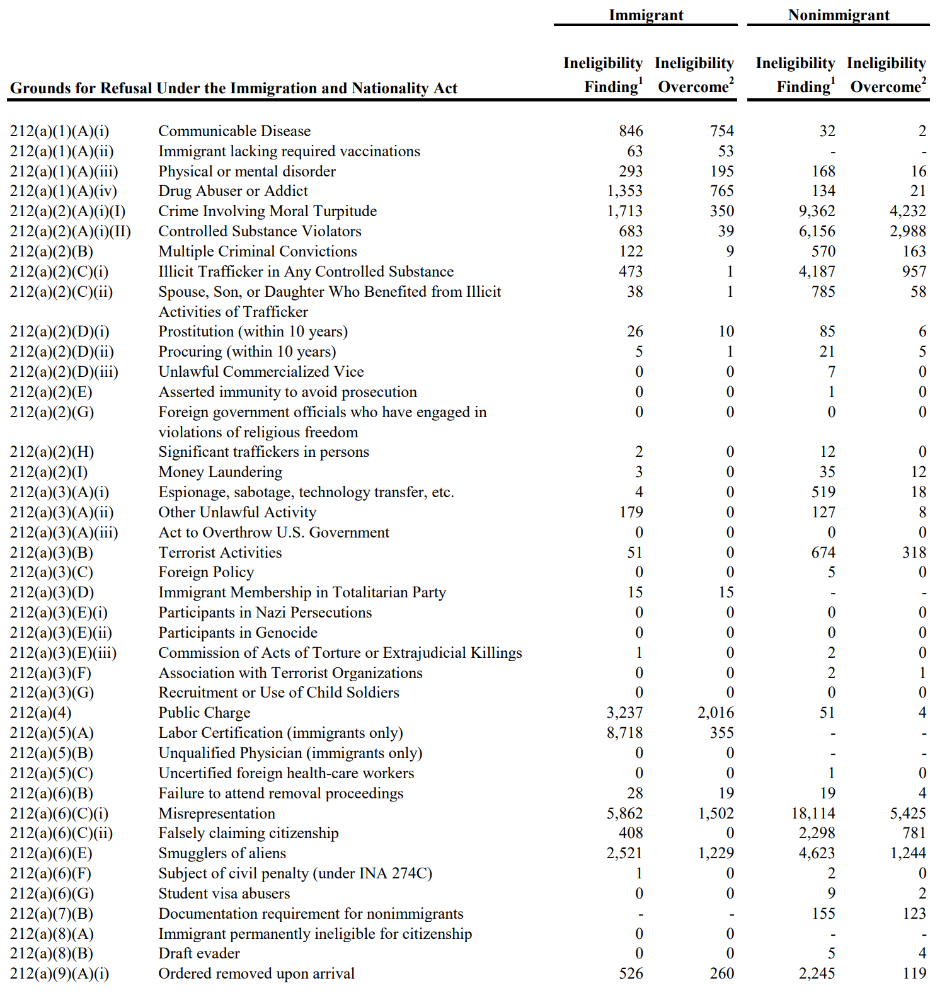 Immigrant Nonimmigrant
Ineligibility Ineligibility Ineligibility Ineligibility
Grounds for Refusal Under the Immigration and Nationality Act Finding1 Overcome2 Finding1 Overcome2
212(a)(1)(A)(i) Communicable Disease 846 754 32 2
212(a)(1)(A)(ii) Immigrant lacking required vaccinations 63 53 - -
212(a)(1)(A)(iii) Physical or mental disorder 293 195 168 16
212(a)(1)(A)(iv) Drug Abuser or Addict 1,353 765 134 21
212(a)(2)(A)(i)(I) Crime Involving Moral Turpitude 1,713 350 9,362 4,232
212(a)(2)(A)(i)(II) Controlled Substance Violators 683 39 6,156 2,988
212(a)(2)(B) Multiple Criminal Convictions 122 9 570 163
212(a)(2)(C)(i) Illicit Trafficker in Any Controlled Substance 473 1 4,187 957
212(a)(2)(C)(ii) Spouse, Son, or Daughter Who Benefited from Illicit 38 1 785 58
Activities of Trafficker
212(a)(2)(D)(i) Prostitution (within 10 years) 26 10 85 6
212(a)(2)(D)(ii) Procuring (within 10 years) 5 1 21 5
212(a)(2)(D)(iii) Unlawful Commercialized Vice 0 0 7 0
212(a)(2)(E) Asserted immunity to avoid prosecution 0 0 1 0
212(a)(2)(G) Foreign government officials who have engaged in 0 0 0 0
violations of religious freedom
212(a)(2)(H) Significant traffickers in persons 2 0 12 0
212(a)(2)(I) Money Laundering 3 0 35 12
212(a)(3)(A)(i) Espionage, sabotage, technology transfer, etc. 4 0 519 18
212(a)(3)(A)(ii) Other Unlawful Activity 179 0 127 8
212(a)(3)(A)(iii) Act to Overthrow U.S. Government 0 0 0 0
212(a)(3)(B) Terrorist Activities 51 0 674 318
212(a)(3)(C) Foreign Policy 0 0 5 0
212(a)(3)(D) Immigrant Membership in Totalitarian Party 15 15 - -
212(a)(3)(E)(i) Participants in Nazi Persecutions 0 0 0 0
212(a)(3)(E)(ii) Participants in Genocide 0 0 0 0
212(a)(3)(E)(iii) Commission of Acts of Torture or Extrajudicial Killings 1 0 2 0
212(a)(3)(F) Association with Terrorist Organizations 0 0 2 1
212(a)(3)(G) Recruitment or Use of Child Soldiers 0 0 0 0
212(a)(4) Public Charge 3,237 2,016 51 4
212(a)(5)(A) Labor Certification (immigrants only) 8,718 355 - -
212(a)(5)(B) Unqualified Physician (immigrants only) 0 0 - -
212(a)(5)(C) Uncertified foreign health-care workers 0 0 1 0
212(a)(6)(B) Failure to attend removal proceedings 28 19 19 4
212(a)(6)(C)(i) Misrepresentation 5,862 1,502 18,114 5,425
212(a)(6)(C)(ii) Falsely claiming citizenship 408 0 2,298 781
212(a)(6)(E) Smugglers of aliens 2,521 1,229 4,623 1,244
212(a)(6)(F) Subject of civil penalty (under INA 274C) 1 0 2 0
212(a)(6)(G) Student visa abusers 0 0 9 2
212(a)(7)(B) Documentation requirement for nonimmigrants - - 155 123
212(a)(8)(A) Immigrant permanently ineligible for citizenship 0 0 - -
212(a)(8)(B) Draft evader 0 0 5 4
212(a)(9)(A)(i) Ordered removed upon arrival 526 260 2,245 119